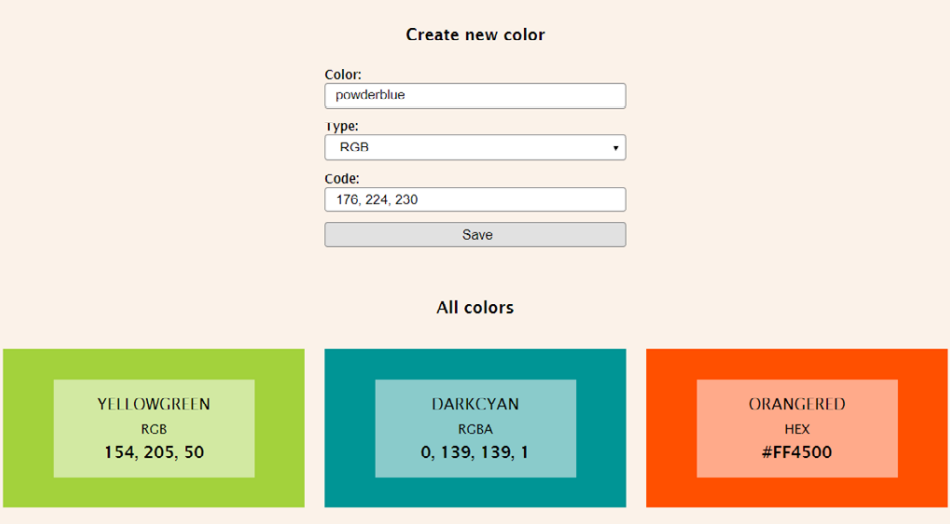 Create new color
Color:
powderblue
Type:
RGB
Code:
176, 224, 230
Save
All colors
YELLOWGREEN
RGB
154, 205, 50
DARKCYAN
RGBA
0, 139, 139, 1
ORANGERED
HEX
#FF4500